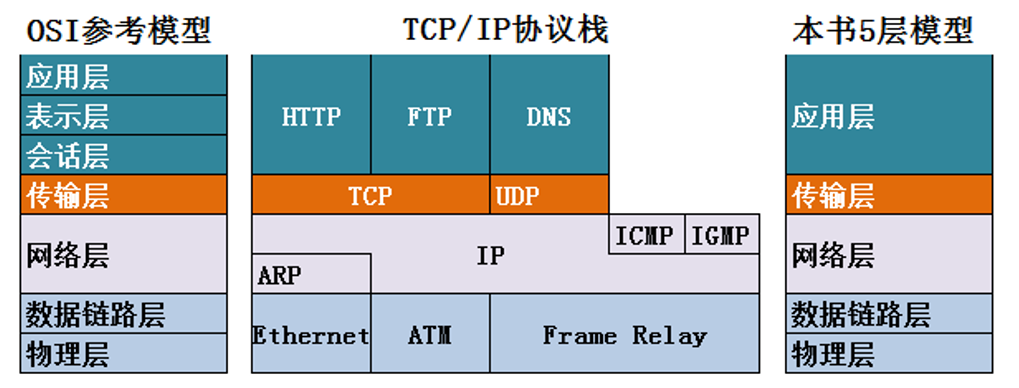 OSI参考模型
应用层
表示层
会话层
传输层
网络层
数据链路层
物理层
TCP/IP协议栈
HTTP
FTP
DNS
TCP
UDP
ICMP
IGMP
IP
ARP
Ethernet
ATM
Frame Relay
本书5层模型
应用层
传输层
网络层
数据链路层
物理层